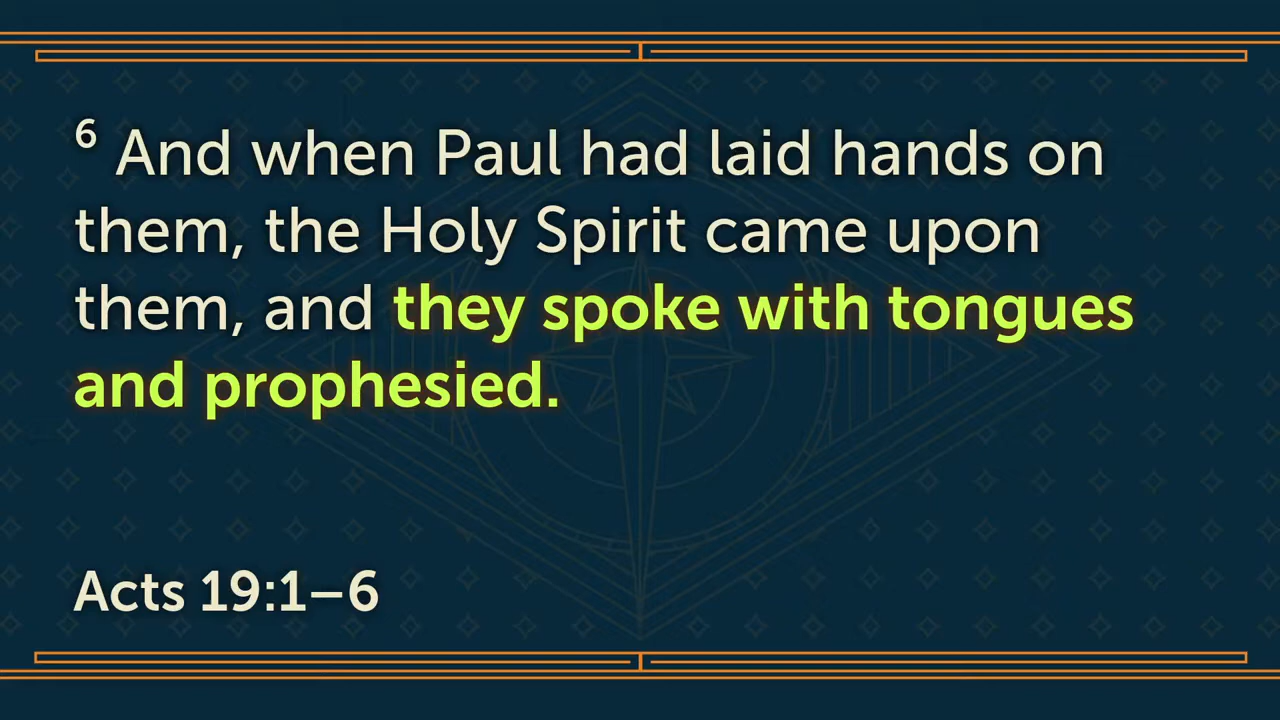 6 And when Paul had laid hands on
them, the Holy Spirit came upon
them, and they spoke with tongues
and prophesied.
Acts 19:1–6